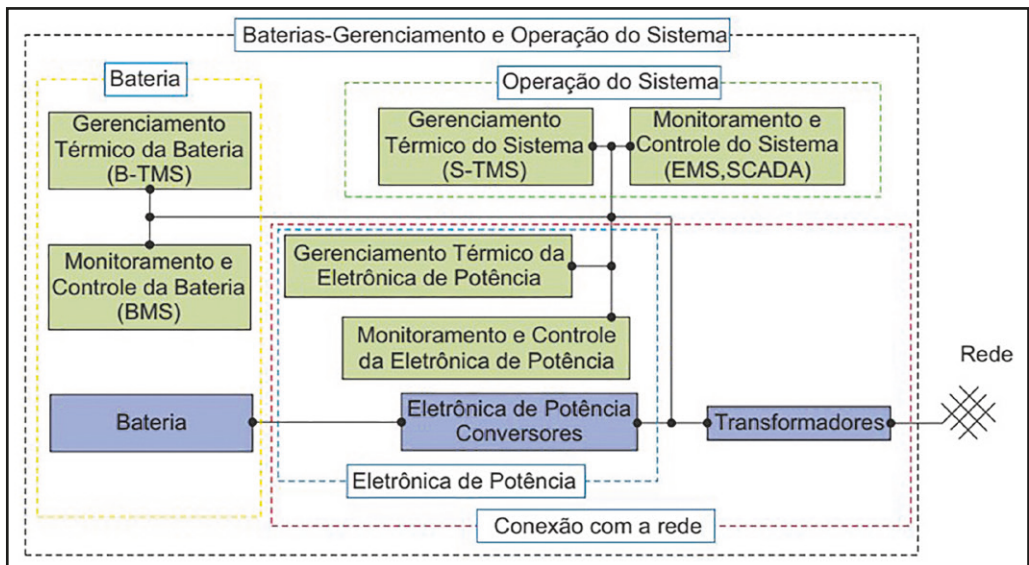 Baterias-Gerenciamento e Operação do Sistema
Bateria
Operação do Sistema
Gerenciamento
Térmico da Bateria
(B-TMS)
Gerenciamento
Térmico do Sistema
(S-TMS)
Monitoramento e
Controle do Sistema
(EMS,SCADA)
Monitoramento e
Controle da Bateria
(BMS)
Gerenciamento Térmico da
Eletrônica de Potência
Monitoramento e Controle
da Eletrônica de Potência
Rede
Bateria
Eletrônica de Potência
Conversores
Transformadores
Eletrônica de Potência
Conexão com a rede